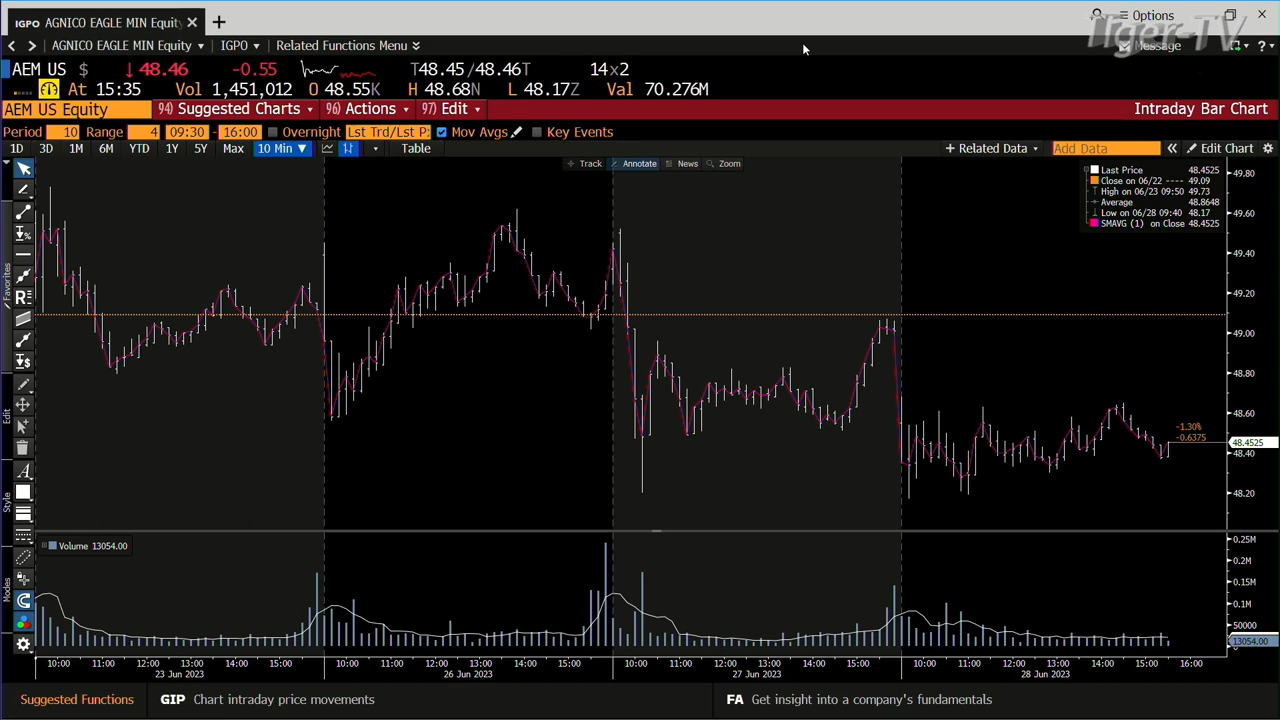 IGPO AGNICO EAGLE MIN Equity × +
Options
Tiger-TV
< > AGNICO EAGLE MIN Equity IGPO Related Functions Menu Message ?
AEM US $ ↓48.46 -0.55 T48.45/48.46T 14x2
At 15:35 Vol 1,451,012 O 48.55K H 48.68N L 48.17Z Val 70.276M
AEM US Equity 94) Suggested Charts 96) Actions 97) Edit Intraday Bar Chart
Period 10 Range 4 09:30 - 16:00 Overnight Lst Trd/Lst P Mov Avgs Key Events
1D 3D 1M 6M YTD 1Y 5Y Max 10 Min ▼ Table + Related Data Add Data « Edit Chart
+ Track Annotate News Zoom
Last Price 48.4525
Close on 06/22 ---- 49.09
High on 06/23 09:50 49.73
Average 48.8648
Low on 06/28 09:40 48.17
SMAVG (1) on Close 48.4525
49.80
49.60
49.40
49.20
49.00
48.80
48.60
48.4525
48.40
48.20
-1.30%
-0.6375
Favorites
Edit
Style
Modes
Volume 13054.00
0.25M
0.2M
0.15M
0.1M
50000
13054.00
0
10:00 11:00 12:00 13:00 14:00 15:00 10:00 11:00 12:00 13:00 14:00 15:00 10:00 11:00 12:00 13:00 14:00 15:00 10:00 11:00 12:00 13:00 14:00 15:00 16:00
23 Jun 2023 26 Jun 2023 27 Jun 2023 28 Jun 2023
Suggested Functions GIP Chart intraday price movements FA Get insight into a company's fundamentals